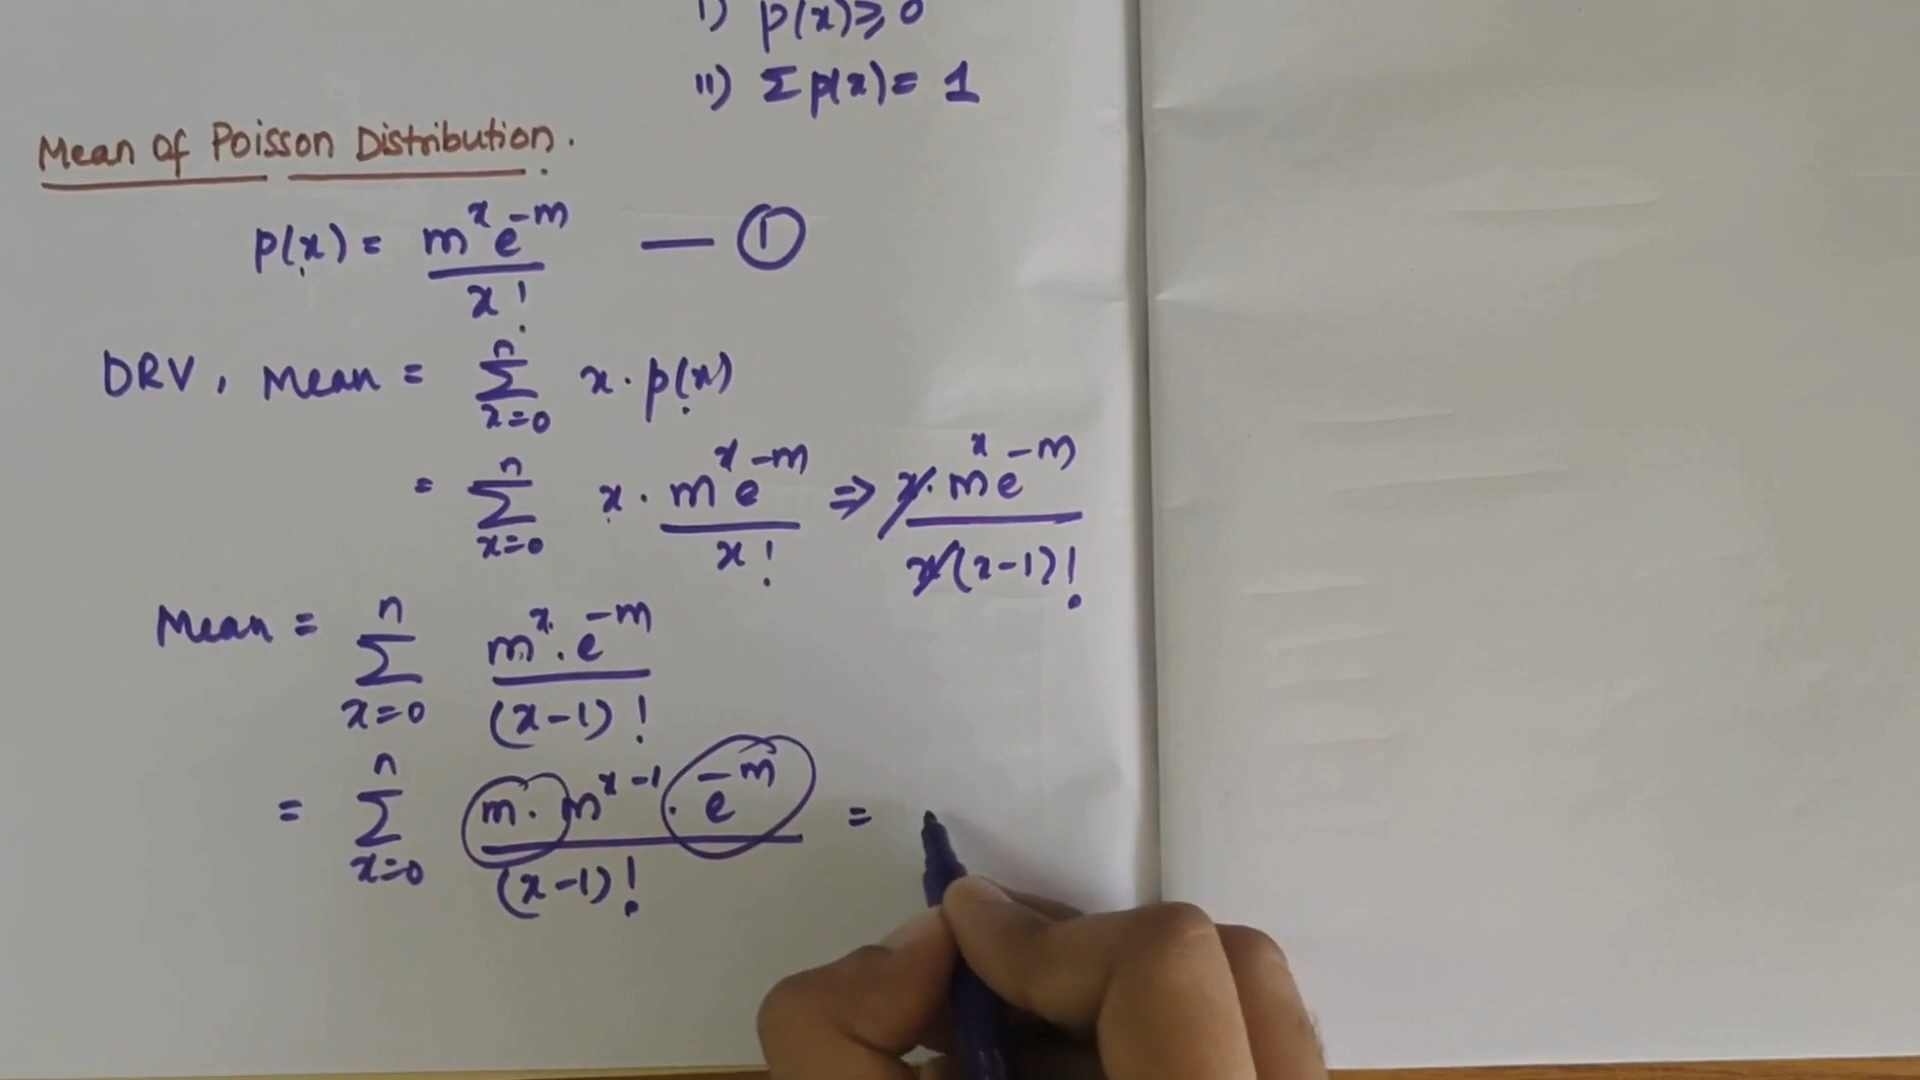 i) p(x) ≥ 0
ii) Σ p(x) = 1
Mean of Poisson Distribution.
p(x) = m^x e^-m / x! — ①
DRV, Mean = Σ_{x=0}^{n} x · p(x)
= Σ_{x=0}^{n} x · m^x e^-m / x! ⇒ x · m^x e^-m / x(x-1)!
Mean = Σ_{x=0}^{n} m^x · e^-m / (x-1)!
= Σ_{x=0}^{n} m · m^{x-1} · e^-m / (x-1)! =